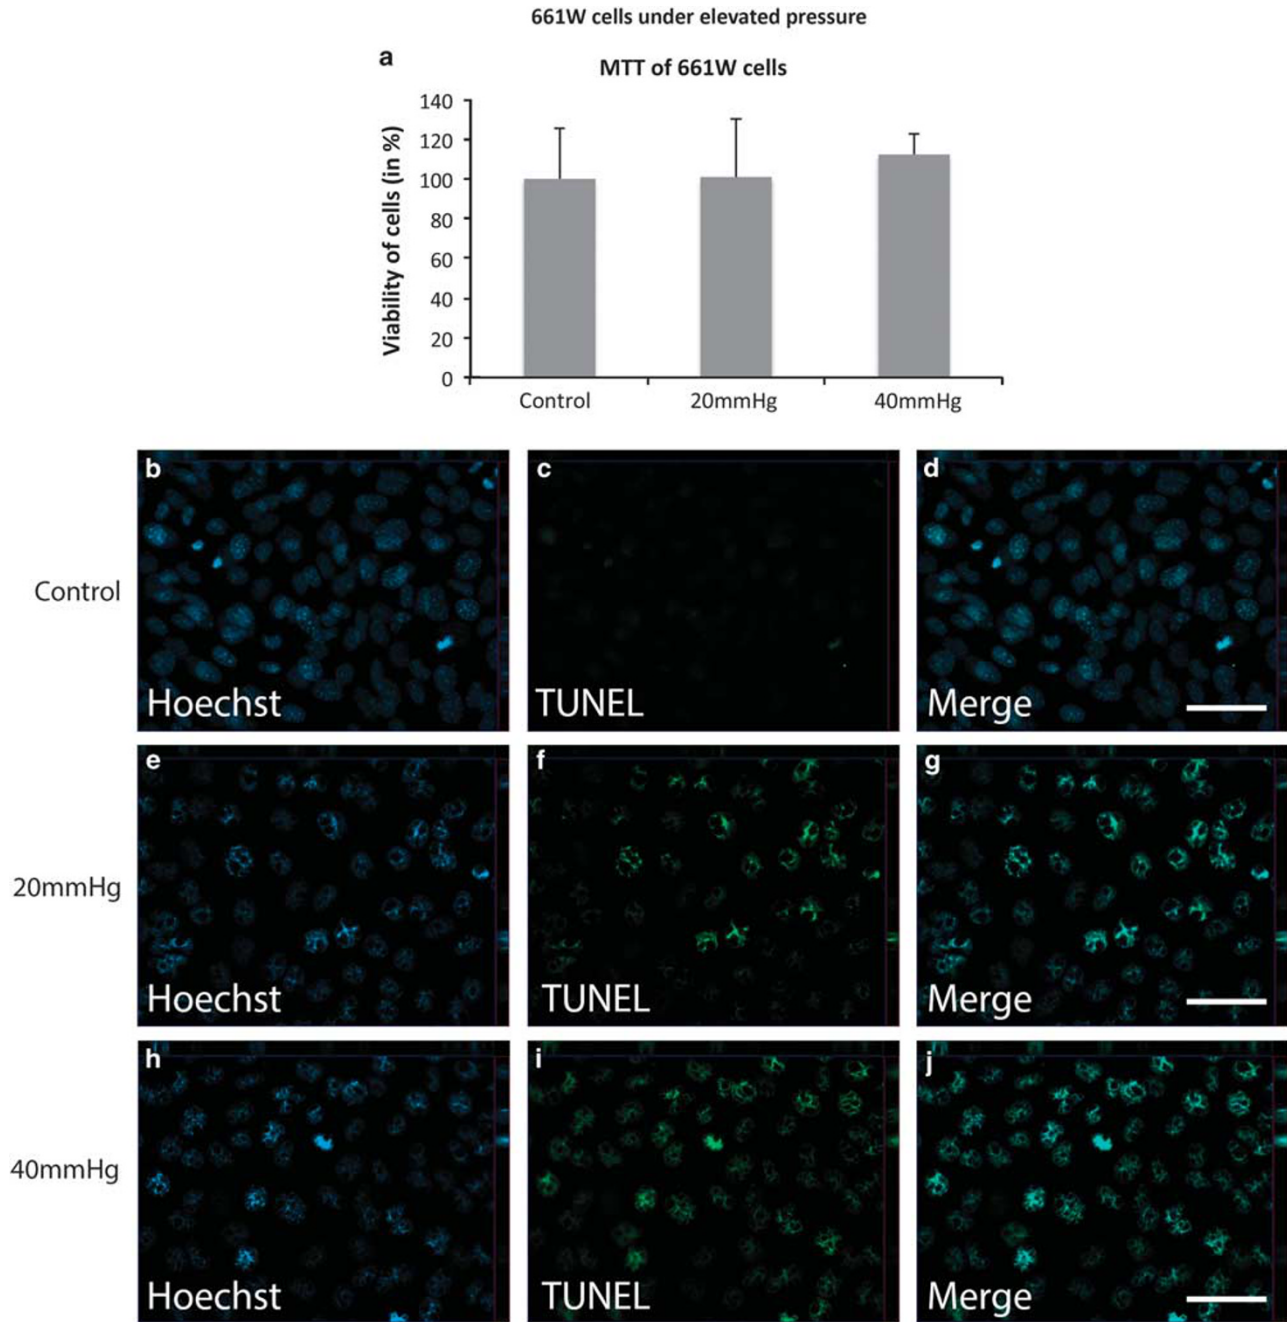 661W cells under elevated pressure
a
MTT of 661W cells
Viability of cells (in %)
140
120
100
80
60
40
20
0
Control 20mmHg 40mmHg
b c d
Control
Hoechst TUNEL Merge
e f g
20mmHg
Hoechst TUNEL Merge
h i j
40mmHg
Hoechst TUNEL Merge